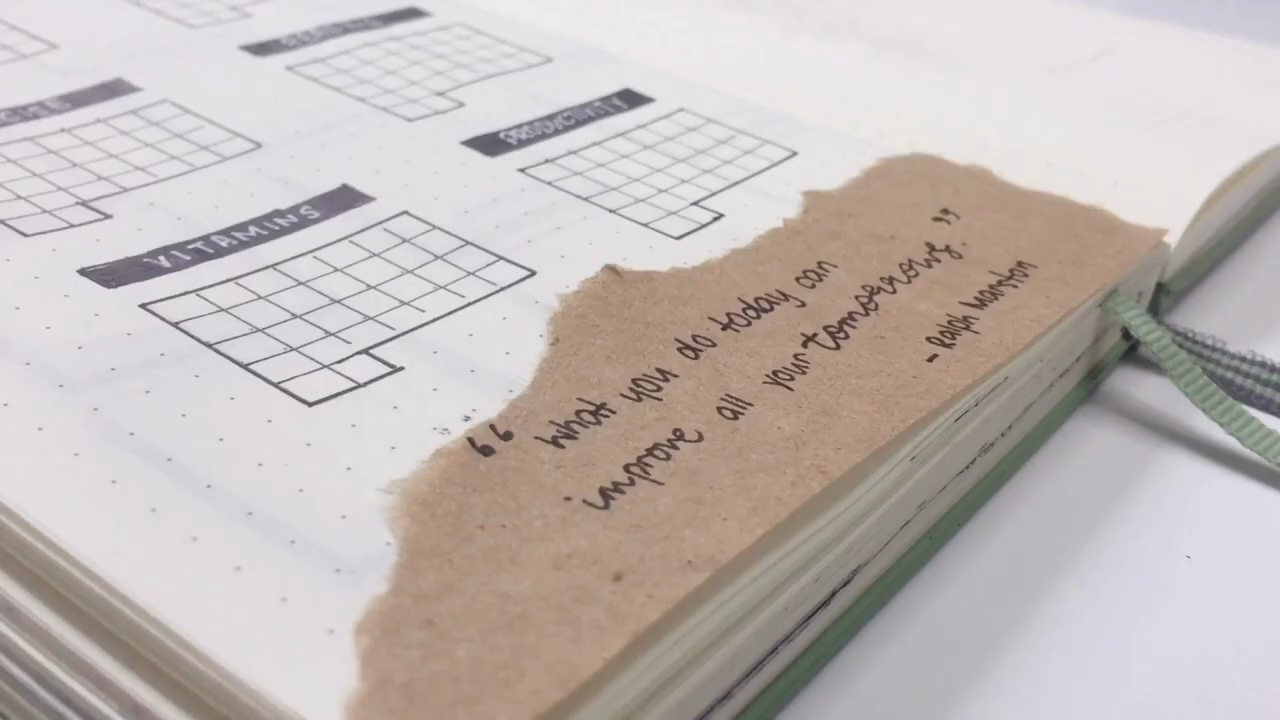 PRODUCTIVITY
VITAMINS
“ What you do today can
improve all your tomorrows. ”
- Ralph Marston